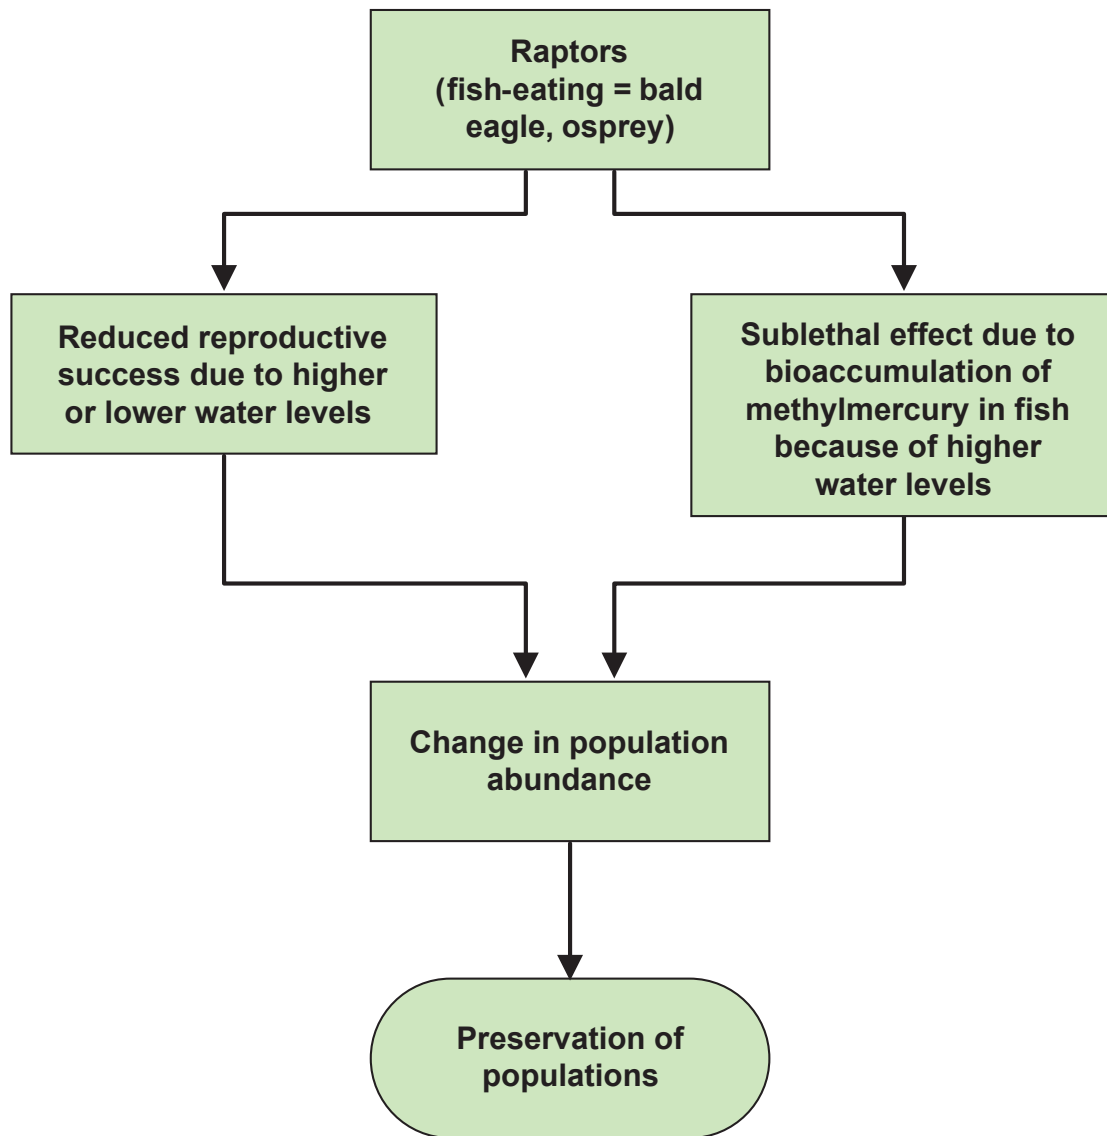 Raptors
(fish-eating = bald
eagle, osprey)
Reduced reproductive
success due to higher
or lower water levels
Sublethal effect due to
bioaccumulation of
methylmercury in fish
because of higher
water levels
Change in population
abundance
Preservation of
populations